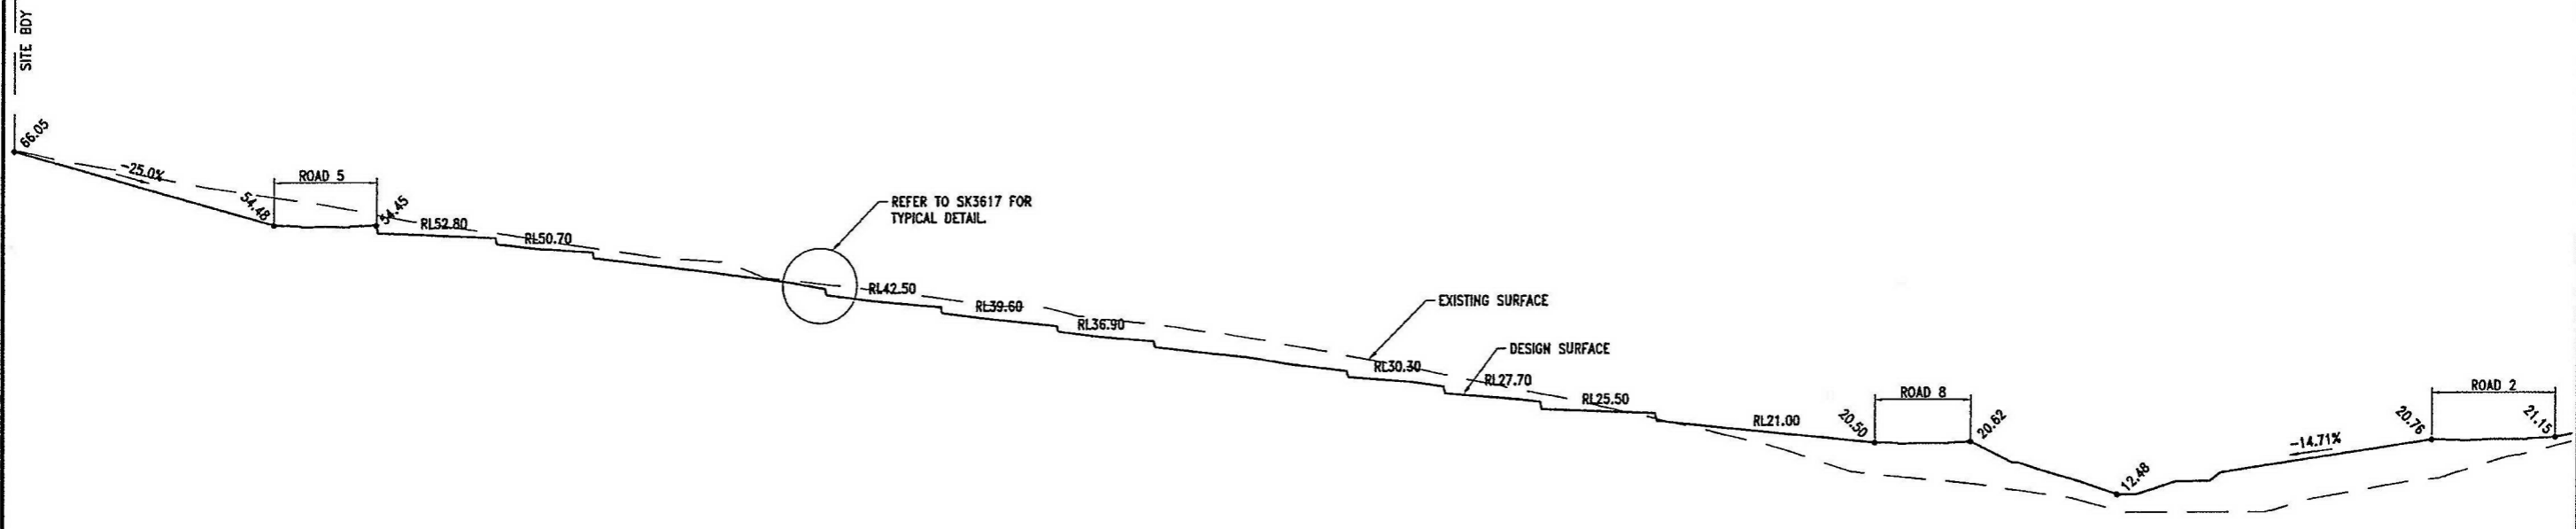 SITE BDY
66.05
-25.0%
54.48
ROAD 5
54.45
RL52.80
RL50.70
REFER TO SK3617 FOR
TYPICAL DETAIL.
RL42.50
RL39.60
RL36.90
EXISTING SURFACE
DESIGN SURFACE
RL30.30
RL27.70
RL25.50
RL21.00
20.50
ROAD 8
20.62
12.48
-14.71%
20.76
ROAD 2
21.15